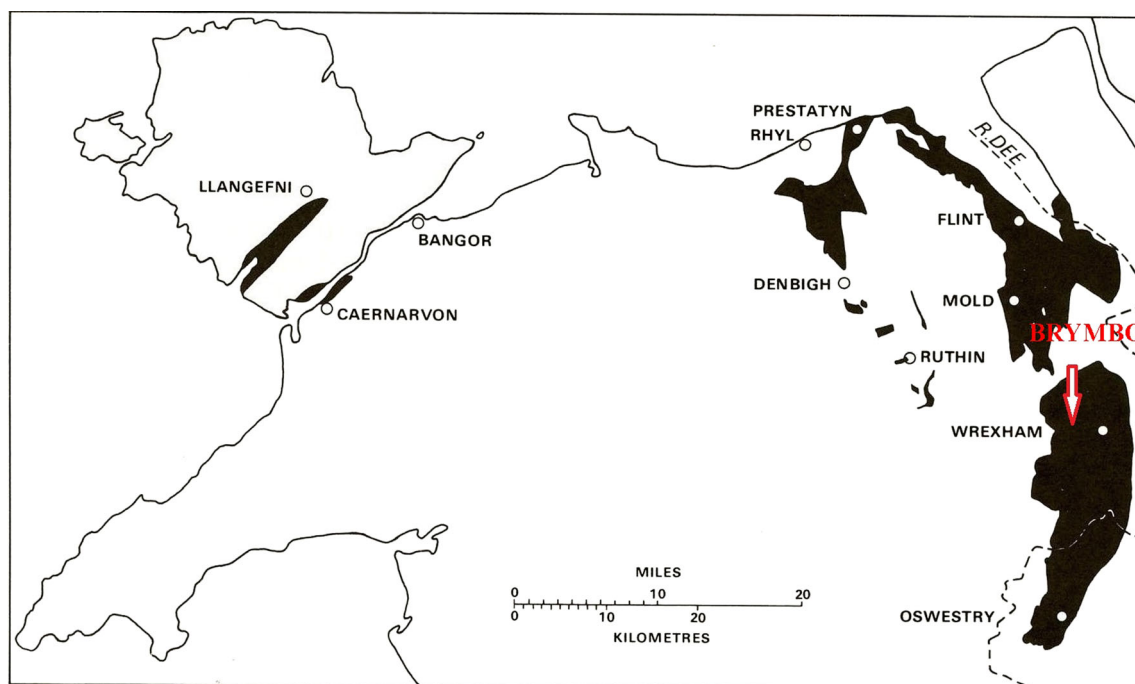 PRESTATYN
RHYL
R.DEE
LLANGEFNI
FLINT
BANGOR
DENBIGH
MOLD
CAERNARVON
BRYMBO
RUTHIN
WREXHAM
MILES
0 10 20
0 10 20
KILOMETRES
OSWESTRY